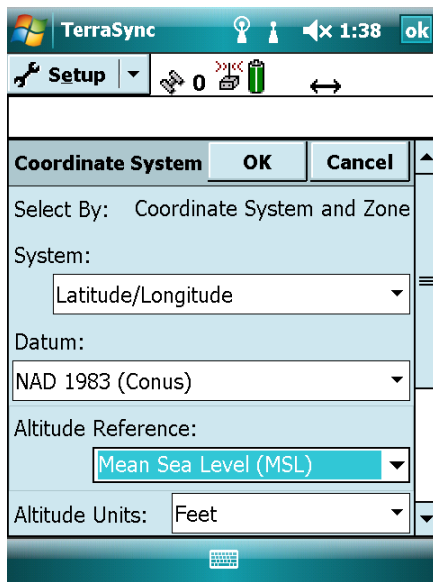 TerraSync 1:38 ok
Setup 0
Coordinate System OK Cancel
Select By: Coordinate System and Zone
System:
Latitude/Longitude
Datum:
NAD 1983 (Conus)
Altitude Reference:
Mean Sea Level (MSL)
Altitude Units: Feet